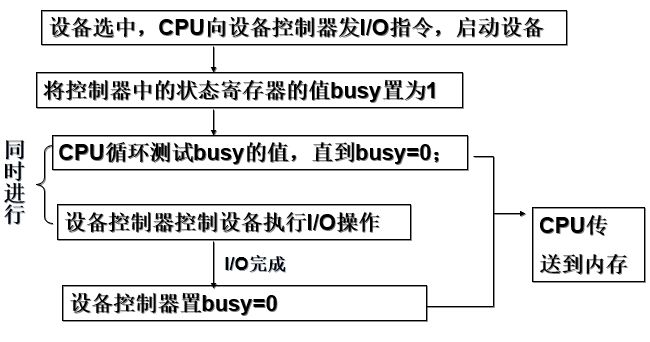 设备选中，CPU向设备控制器发I/O指令，启动设备
将控制器中的状态寄存器的值busy置为1
同时进行
CPU循环测试busy的值，直到busy=0；
设备控制器控制设备执行I/O操作
I/O完成
设备控制器置busy=0
CPU传
送到内存